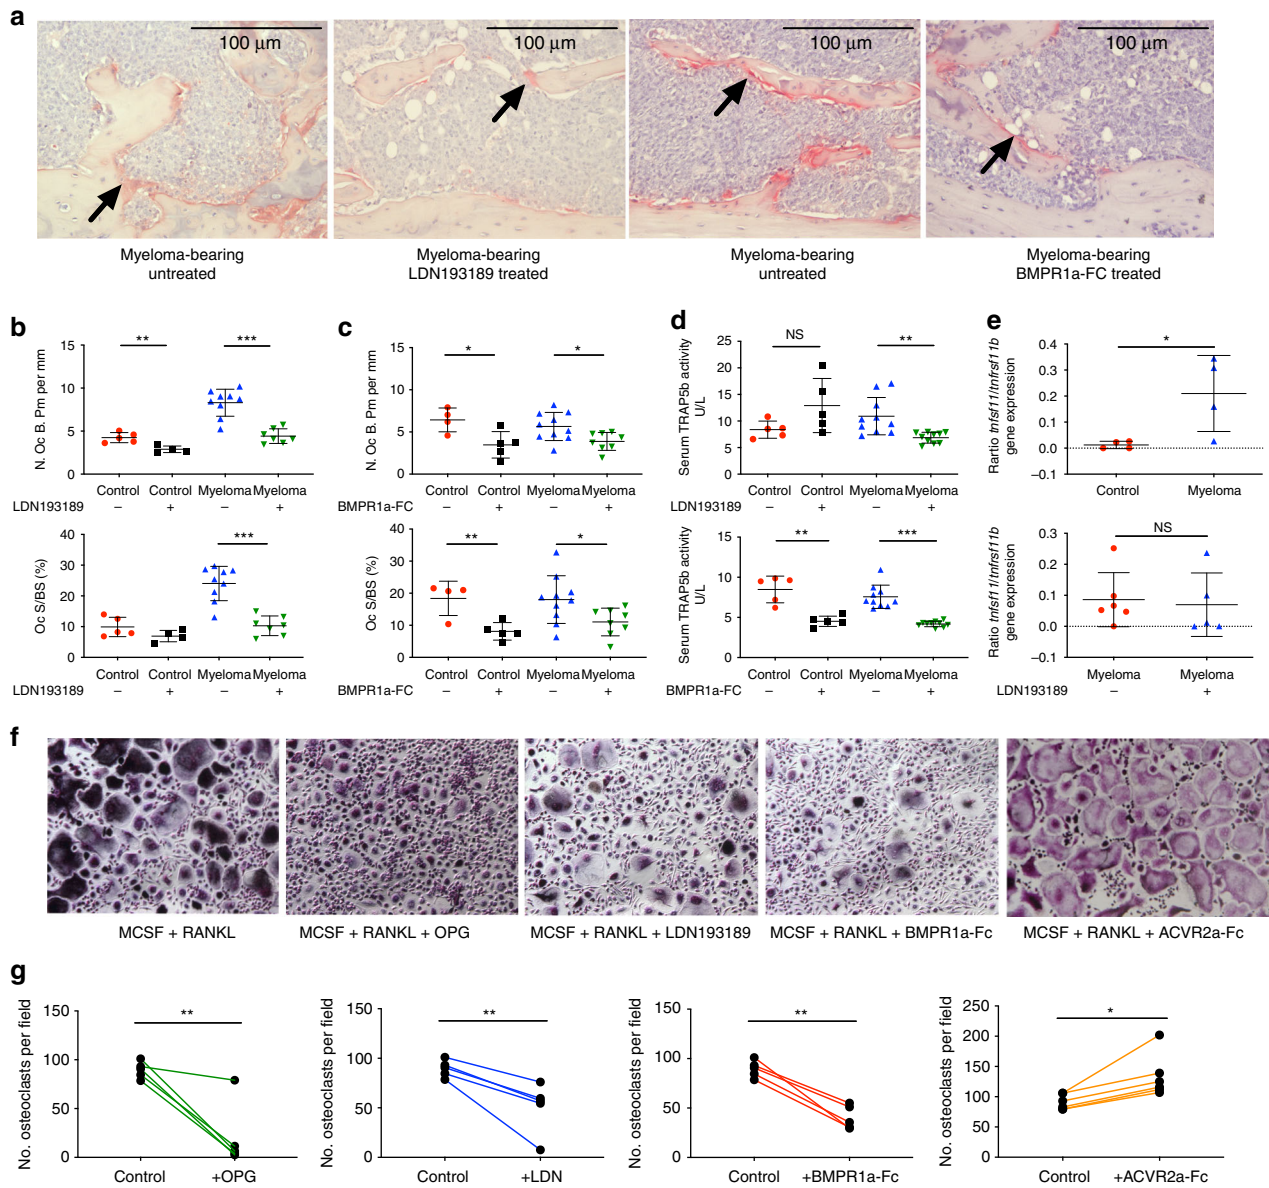 a
100 µm
100 µm
100 µm
100 µm
Myeloma-bearing
untreated
Myeloma-bearing
LDN193189 treated
Myeloma-bearing
untreated
Myeloma-bearing
BMPR1a-FC treated
b
N. Oc B. Pm per mm
15
10
5
0
**
***
Control
Control
Myeloma
Myeloma
LDN193189
–
+
–
+
Oc S/BS (%)
40
30
20
10
0
***
Control
Control
Myeloma
Myeloma
LDN193189
–
+
–
+
c
N. Oc B. Pm per mm
15
10
5
0
*
*
Control
Control
Myeloma
Myeloma
BMPR1a-FC
–
+
–
+
Oc S/BS (%)
40
30
20
10
0
**
*
Control
Control
Myeloma
Myeloma
BMPR1a-FC
–
+
–
+
d
Serum TRAP5b activity
U/L
25
20
15
10
5
0
NS
**
Control
Control
Myeloma
Myeloma
LDN193189
–
+
–
+
Serum TRAP5b activity
U/L
15
10
5
0
**
***
Control
Control
Myeloma
Myeloma
BMPR1a-FC
–
+
–
+
e
Rartio tnfsf11/tnfrsf11b
gene expression
0.4
0.3
0.2
0.1
0.0
–0.1
*
Control
Myeloma
Ratio tnfsf11/tnfrsf11b
gene expression
0.3
0.2
0.1
0.0
–0.1
NS
Myeloma
Myeloma
LDN193189
–
+
f
MCSF + RANKL
MCSF + RANKL + OPG
MCSF + RANKL + LDN193189
MCSF + RANKL + BMPR1a-Fc
MCSF + RANKL + ACVR2a-Fc
g
No. osteoclasts per field
150
100
50
0
**
Control
+OPG
No. osteoclasts per field
150
100
50
0
**
Control
+LDN
No. osteoclasts per field
150
100
50
0
**
Control
+BMPR1a-Fc
No. osteoclasts per field
250
200
150
100
50
0
*
Control
+ACVR2a-Fc